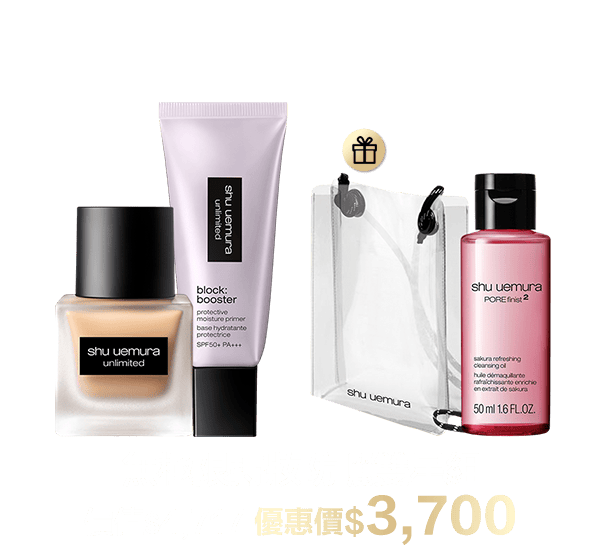 shu uemura
unlimited
shu uemura
unlimited
block:
booster
protective
moisture primer
base hydratante
protectrice
SPF50+ PA+++
shu uemura
shu uemura
POREfinist²
sakura refreshing
cleansing oil
huile démaquillante
rafraîchissante enrichie
en extrait de sakura
50 ml 1.6 FL.OZ.
優惠價$3,700